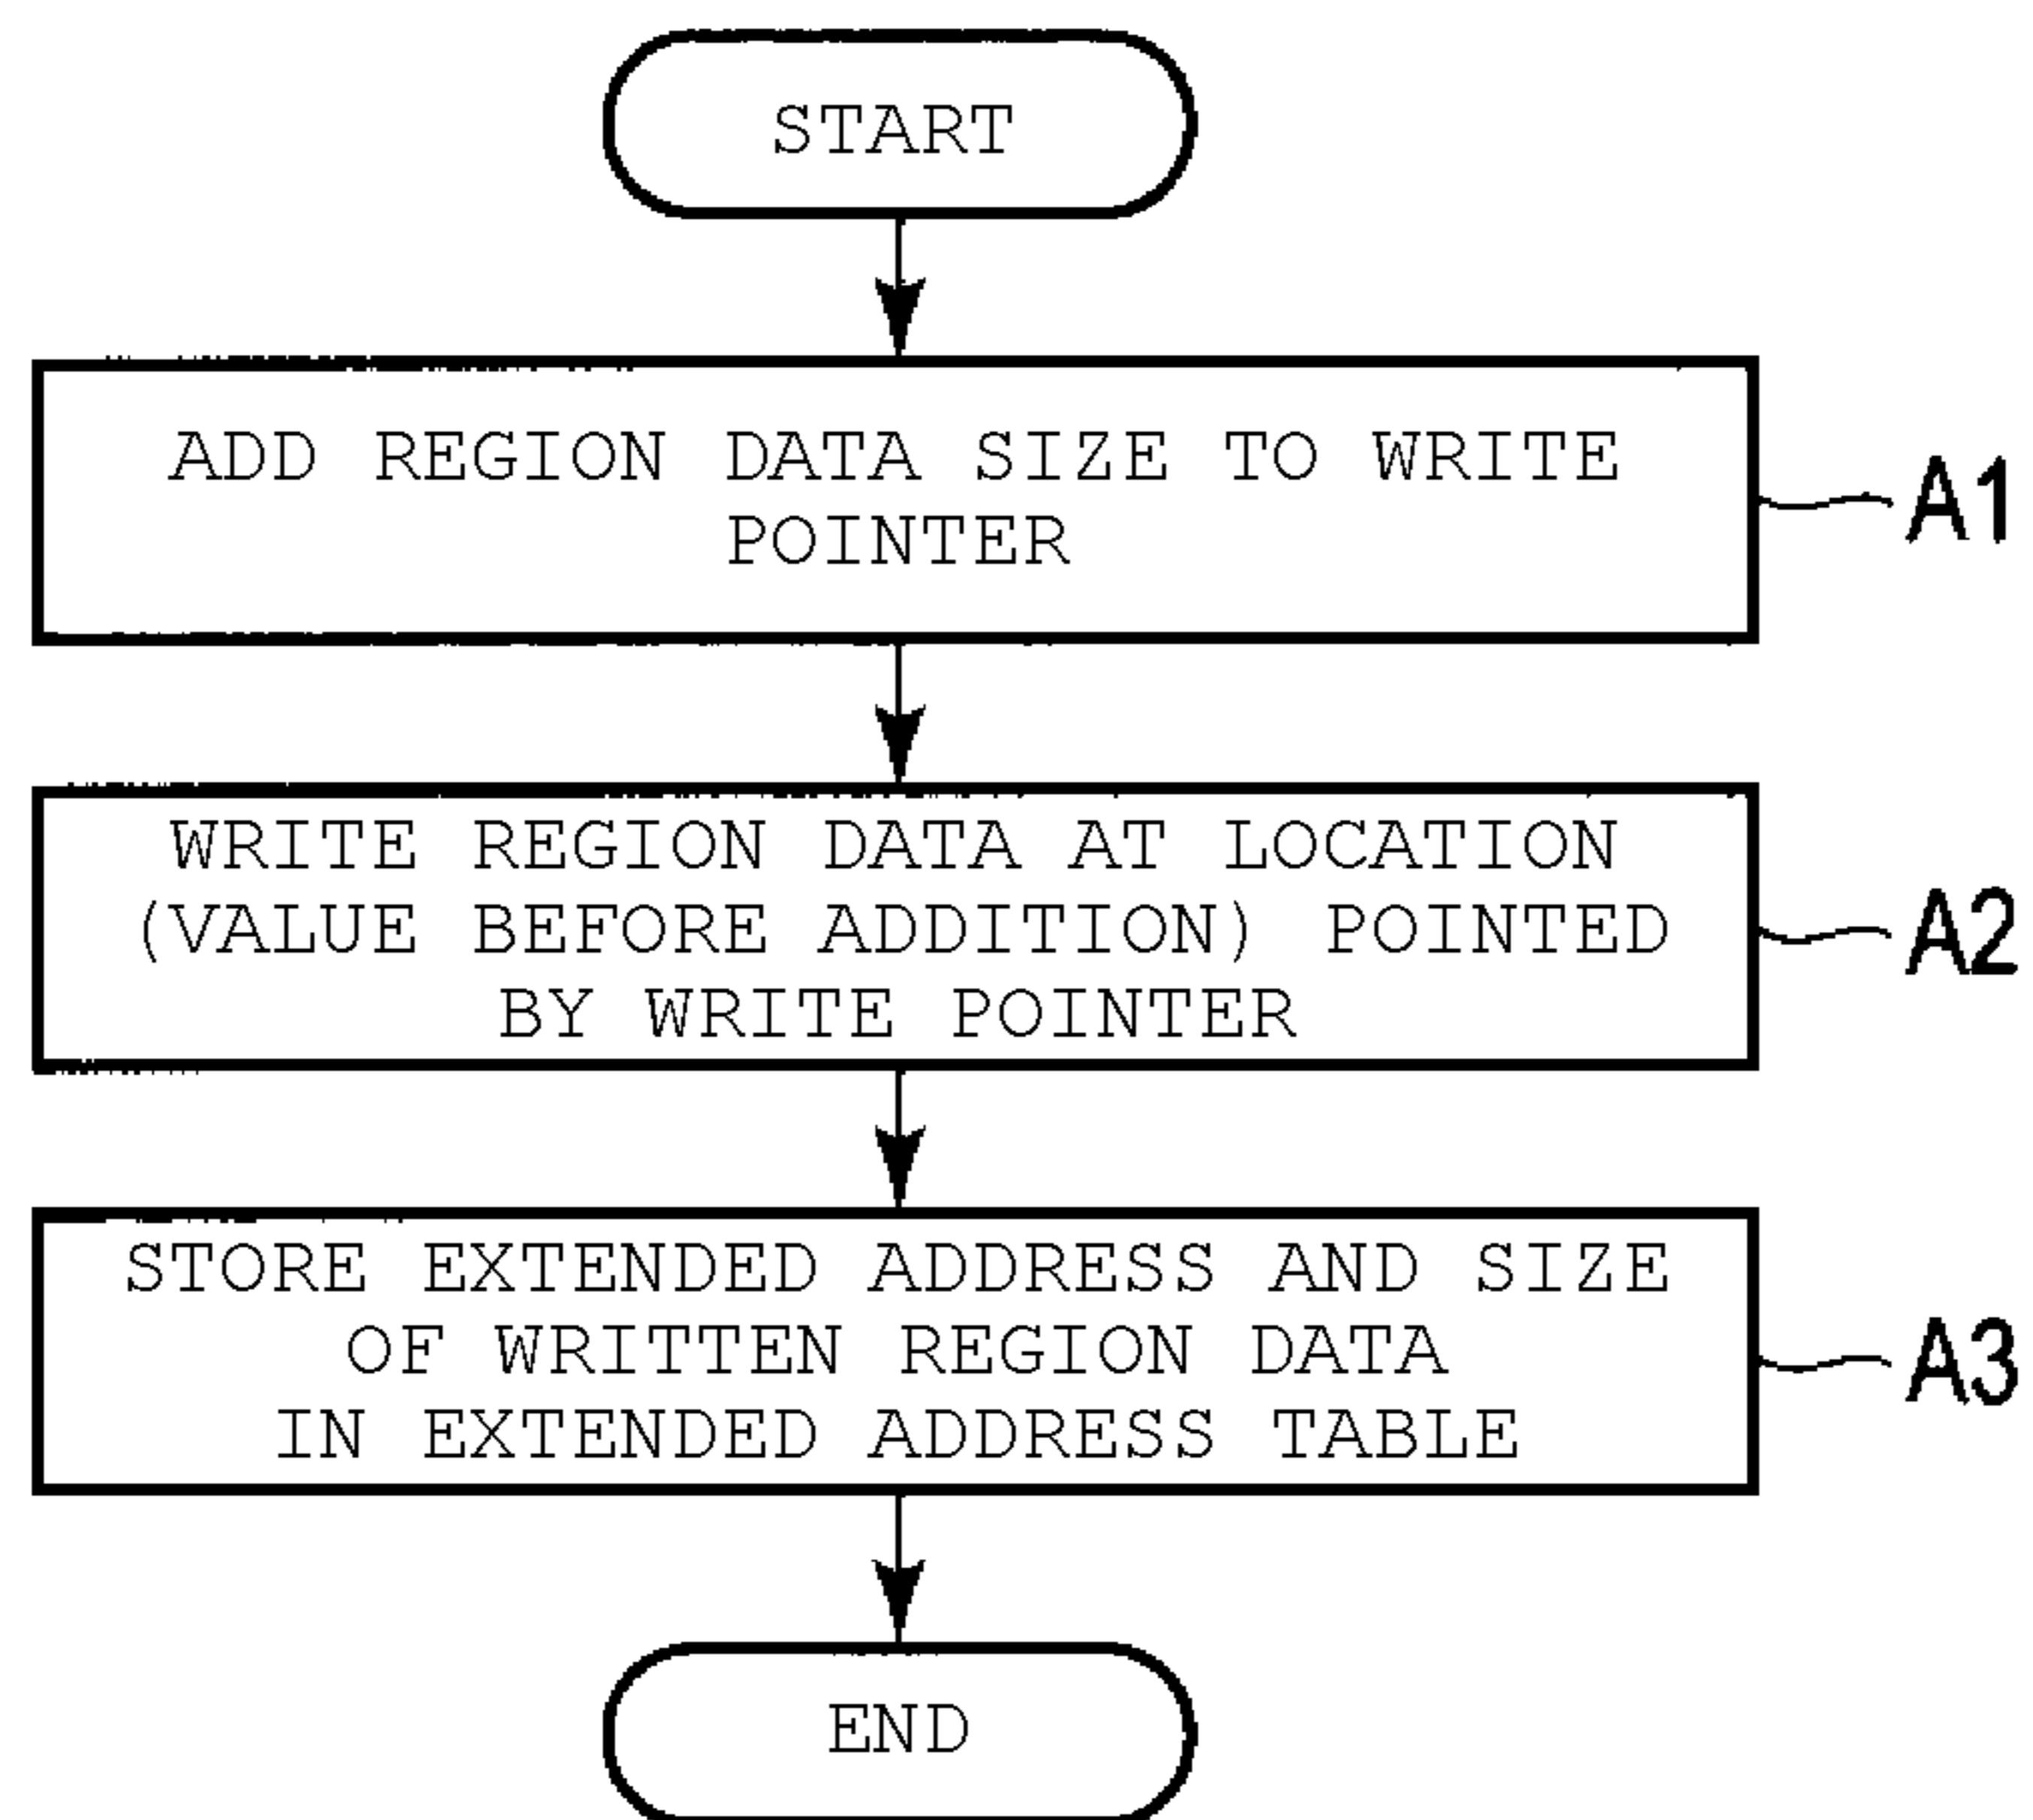 START
ADD REGION DATA SIZE TO WRITE
POINTER
A1
WRITE REGION DATA AT LOCATION
(VALUE BEFORE ADDITION) POINTED
BY WRITE POINTER
A2
STORE EXTENDED ADDRESS AND SIZE
OF WRITTEN REGION DATA
IN EXTENDED ADDRESS TABLE
A3
END